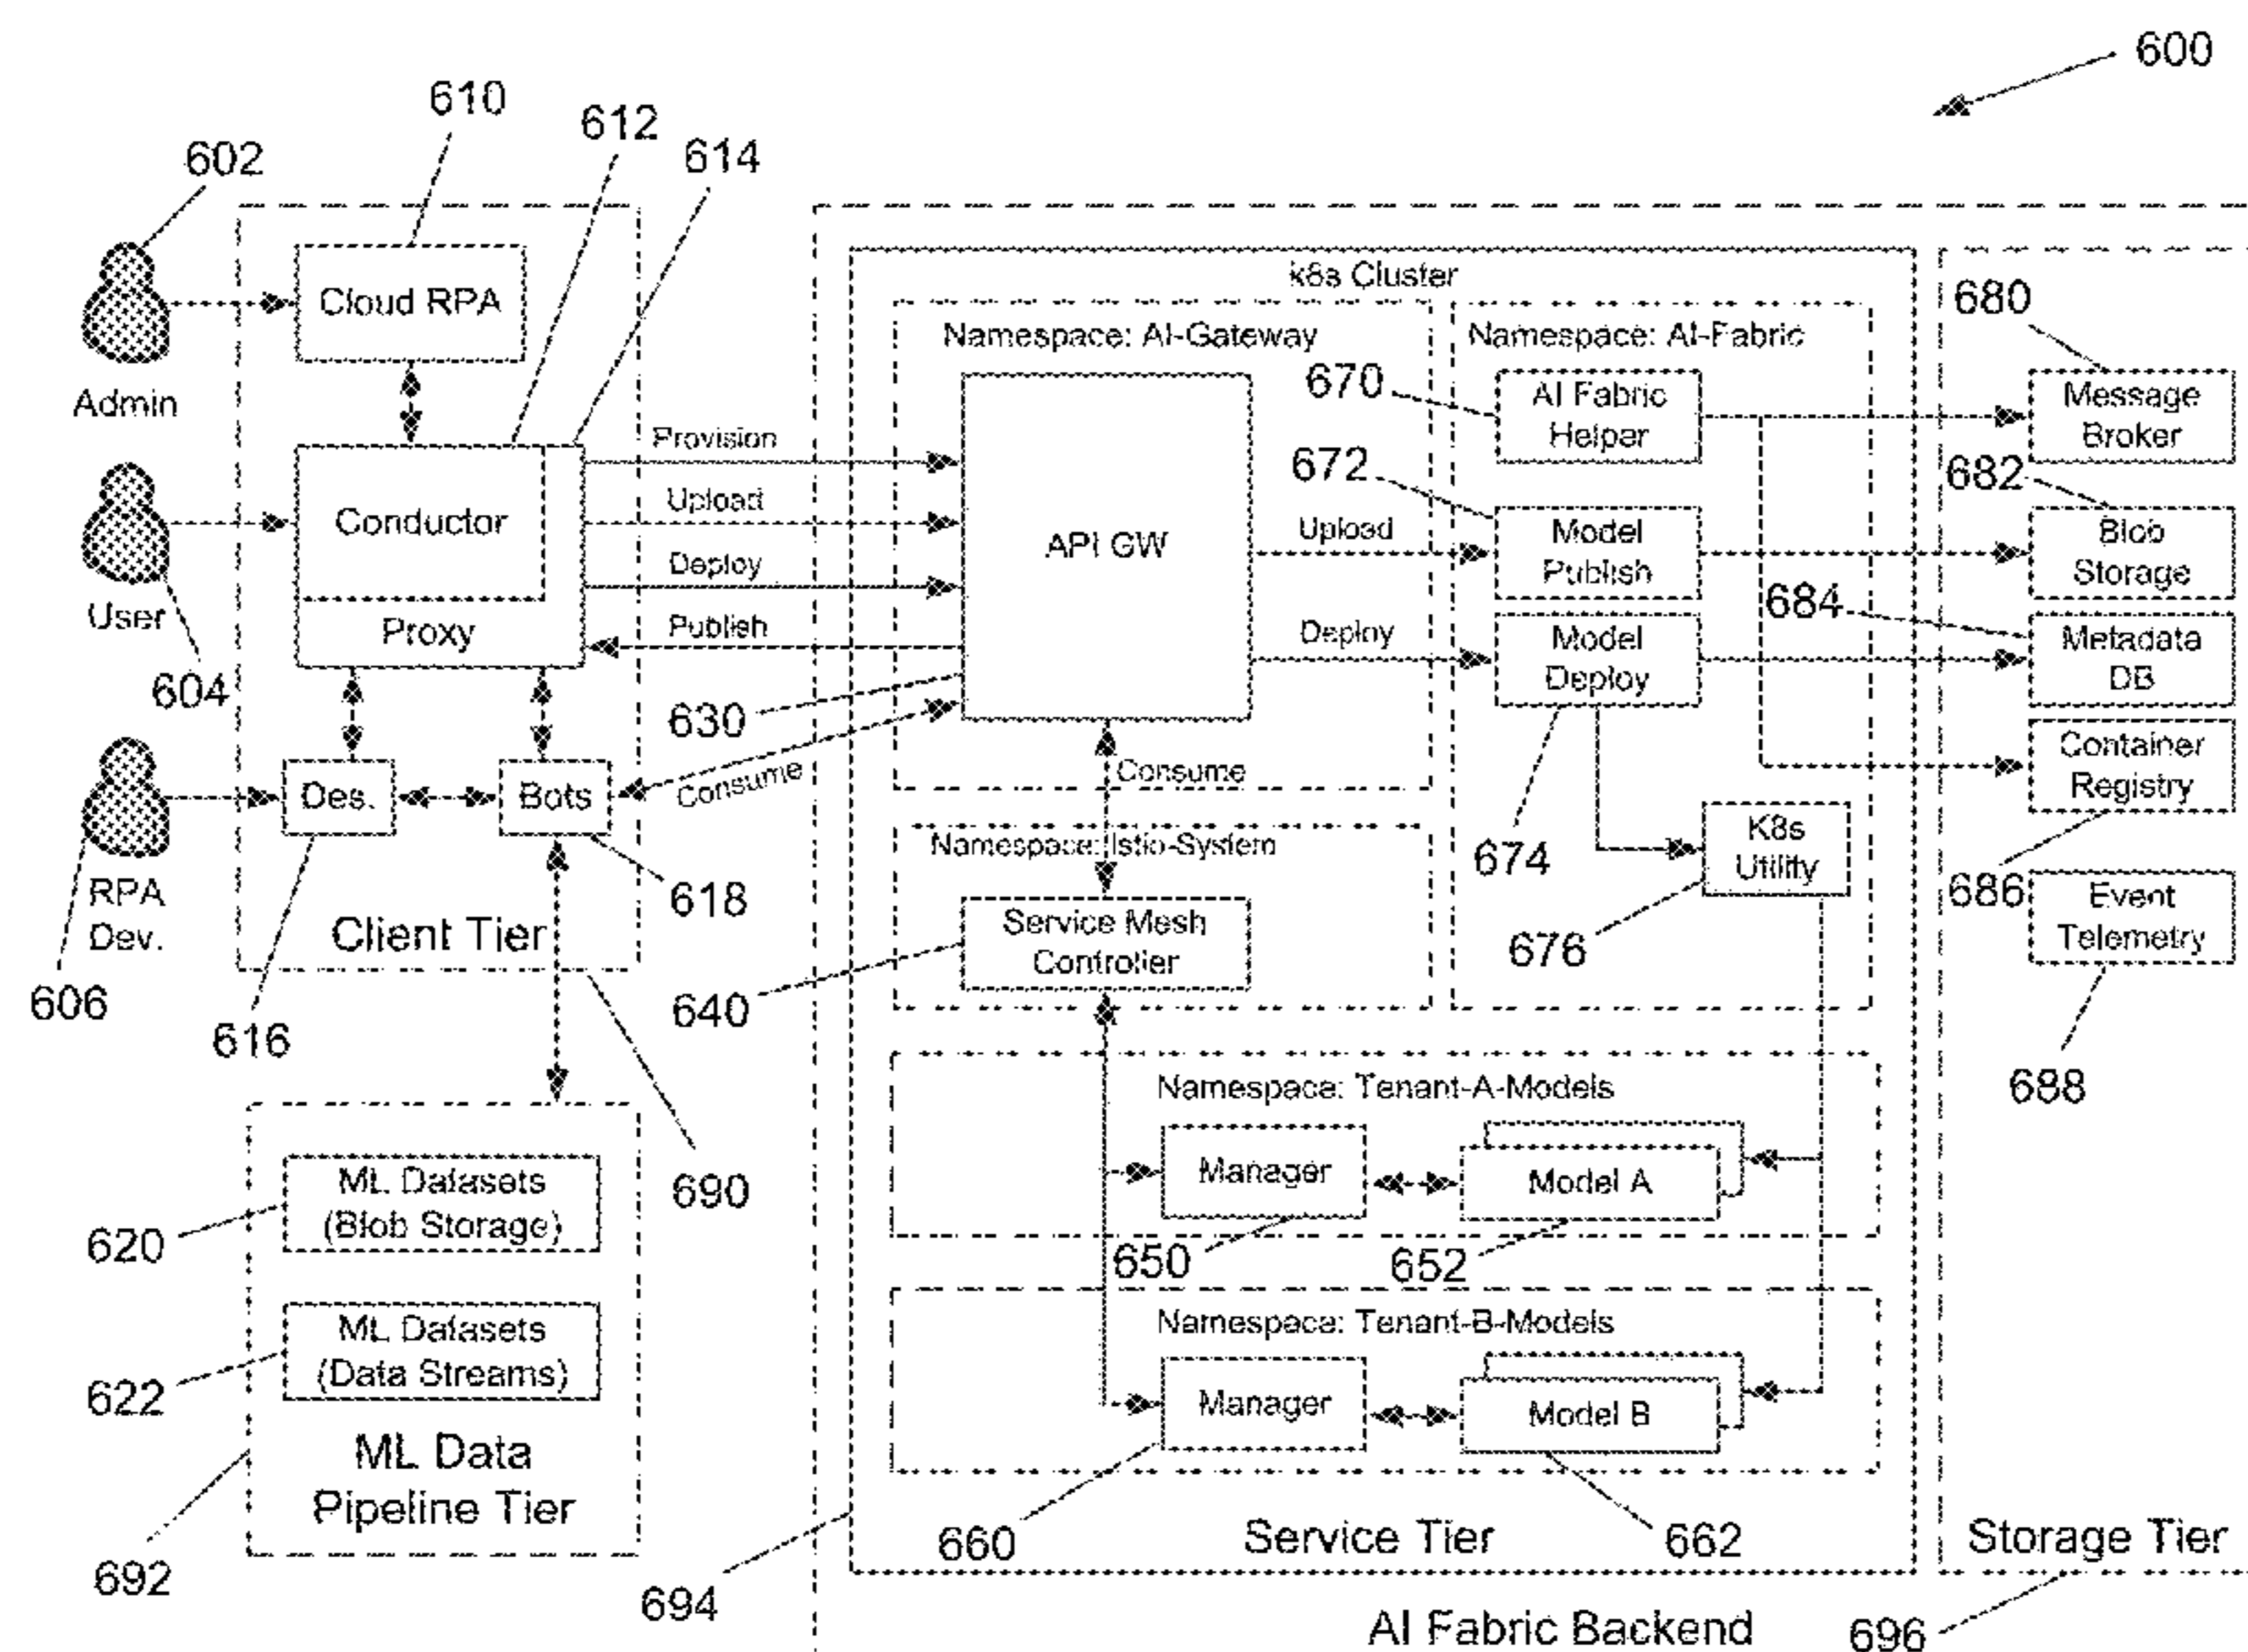 600
610
612
614
602
Cloud RPA
Admin
Conductor
Proxy
User
604
Des.
Bots
RPA
Dev.
606
616
618
Client Tier
690
Provision
Upload
Deploy
Publish
Consume
630
ML Datasets
(Blob Storage)
620
ML Datasets
(Data Streams)
622
ML Data
Pipeline Tier
692
k8s Cluster
Namespace: AI-Gateway
API GW
Consume
Upload
Deploy
Namespace: AI-Fabric
670
AI Fabric
Helper
672
Model
Publish
Model
Deploy
674
K8s
Utility
676
Namespace: Istio-System
Service Mesh
Controller
640
Namespace: Tenant-A-Models
Manager
Model A
650
652
Namespace: Tenant-B-Models
Manager
Model B
660
662
Service Tier
694
AI Fabric Backend
680
Message
Broker
682
Blob
Storage
684
Metadata
DB
Container
Registry
686
Event
Telemetry
688
Storage Tier
696